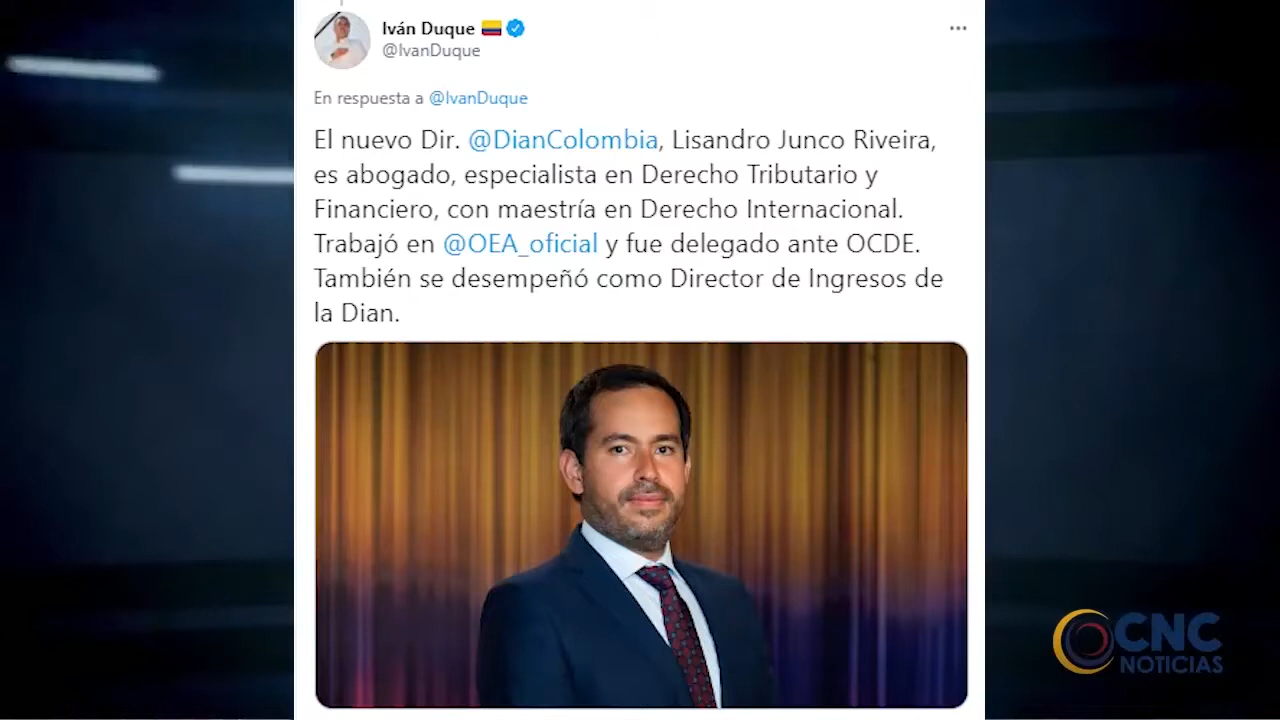 Iván Duque
@IvanDuque
En respuesta a @IvanDuque
El nuevo Dir. @DianColombia, Lisandro Junco Riveira,
es abogado, especialista en Derecho Tributario y
Financiero, con maestría en Derecho Internacional.
Trabajó en @OEA_oficial y fue delegado ante OCDE.
También se desempeñó como Director de Ingresos de
la Dian.
CNC
NOTICIAS